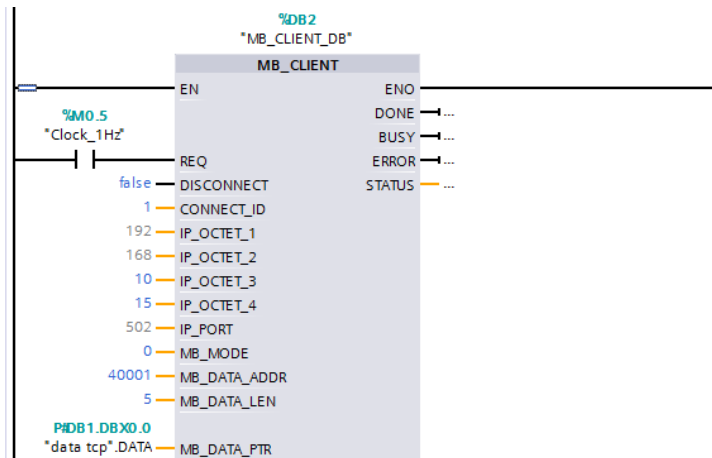 %DB2
"MB_CLIENT_DB"
MB_CLIENT
EN ENO
DONE ...
%M0.5
"Clock_1Hz"
BUSY ...
REQ ERROR ...
false DISCONNECT STATUS ...
1 CONNECT_ID
192 IP_OCTET_1
168 IP_OCTET_2
10 IP_OCTET_3
15 IP_OCTET_4
502 IP_PORT
0 MB_MODE
40001 MB_DATA_ADDR
5 MB_DATA_LEN
P#DB1.DBX0.0
"data tcp".DATA MB_DATA_PTR